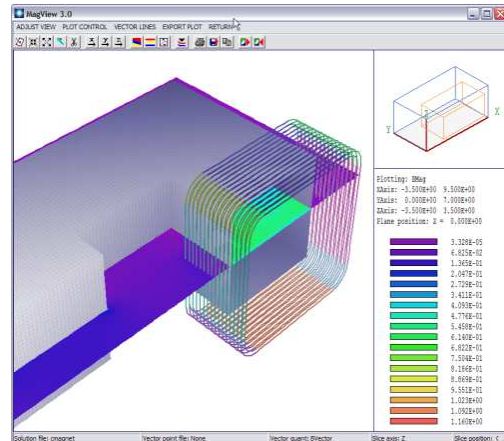 MagView 3.0
ADJUST VIEW PLOT CONTROL VECTOR LINES EXPORT PLOT RETURN
Z
X
Y
Plotting: BMag
XAxis: -3.500E+00 9.500E+00
YAxis: 0.000E+00 7.000E+00
ZAxis: -3.500E+00 3.500E+00
Plane position: Z = 0.000E+00
3.328E-05
6.825E-02
1.365E-01
2.047E-01
2.729E-01
3.411E-01
4.093E-01
4.776E-01
5.458E-01
6.140E-01
6.822E-01
7.504E-01
8.186E-01
8.869E-01
9.551E-01
1.023E+00
1.092E+00
1.160E+00
Solution file: cmagnet Vector point file: None Vector quant: BVector Slice axis: Z Slice position: